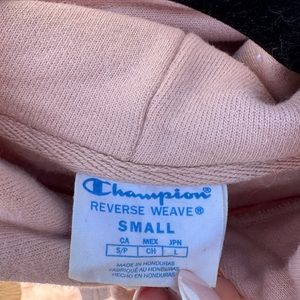 Champion
REVERSE WEAVE®
SMALL
CA MEX JPN
S/P CH L
MADE IN HONDURAS
FABRIQUÉ AU HONDURAS
HECHO EN HONDURAS